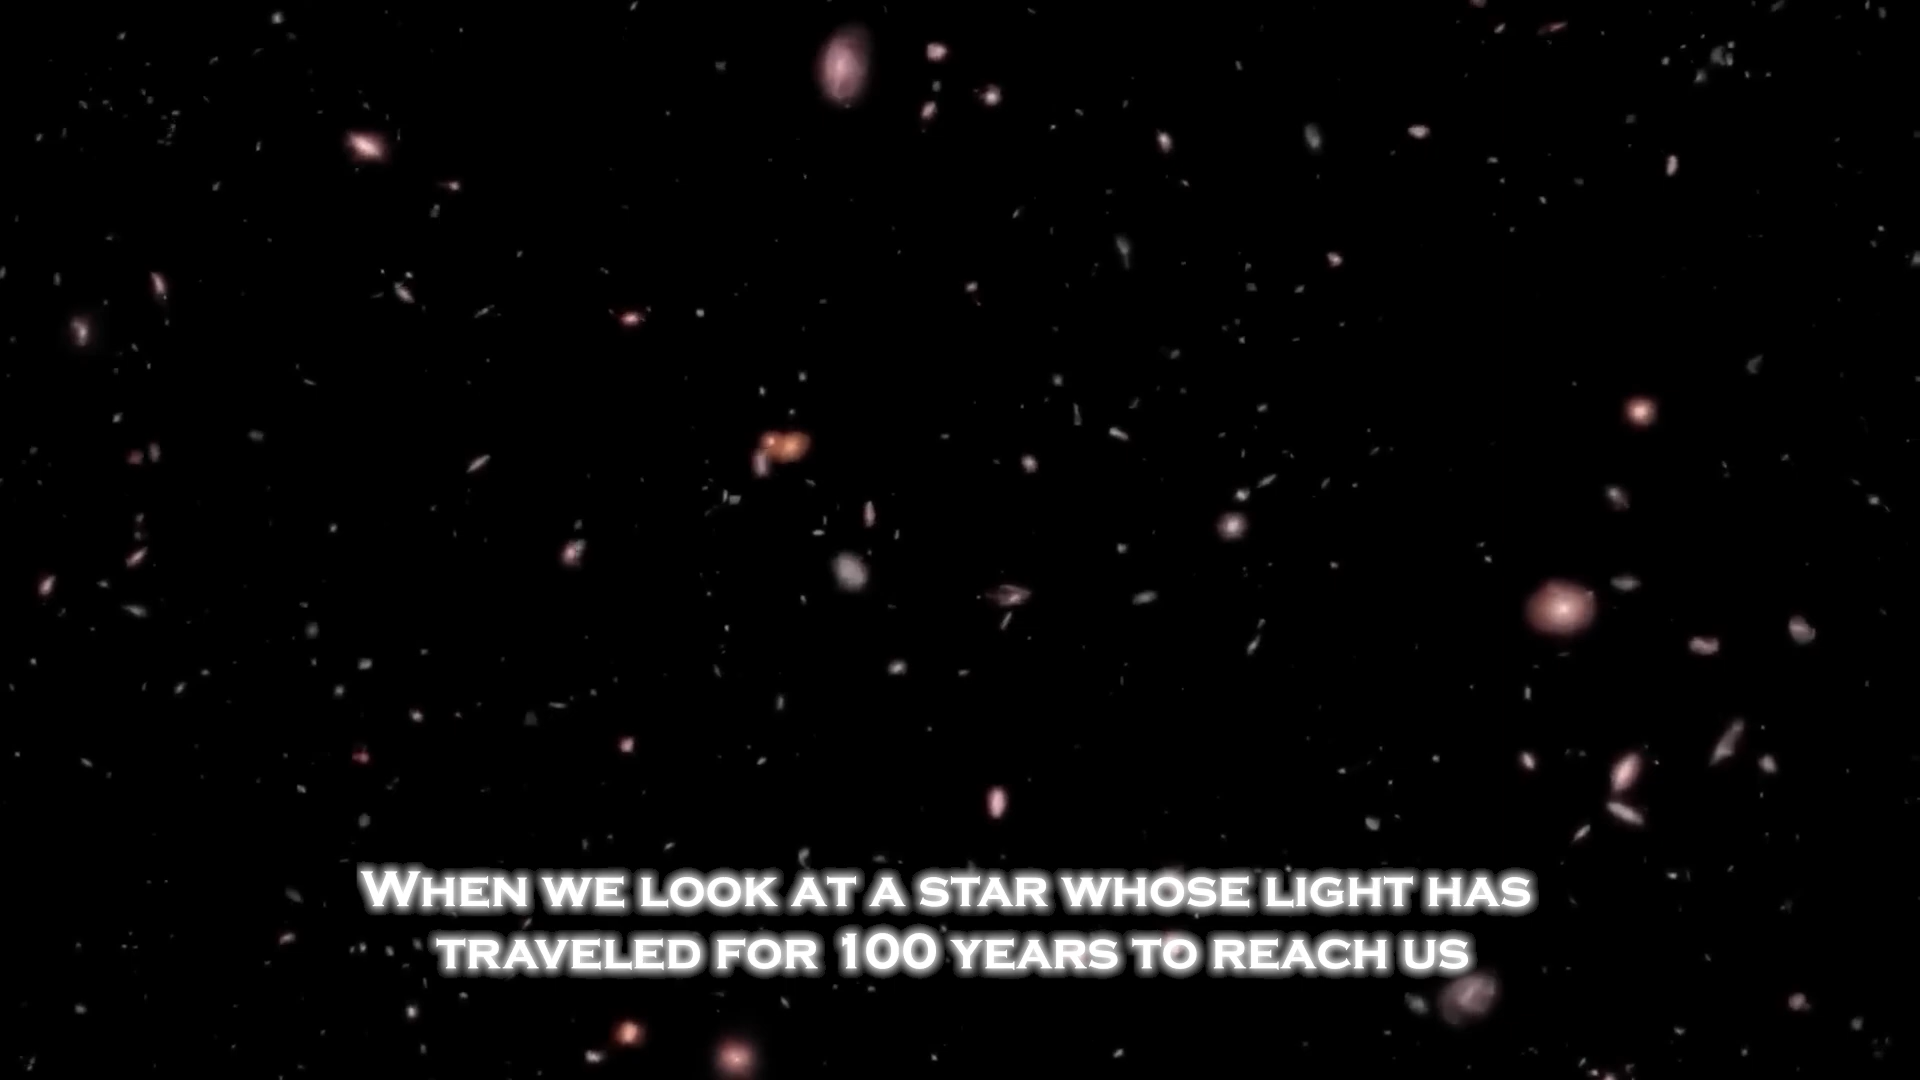 When we look at a star whose light has
traveled for 100 years to reach us